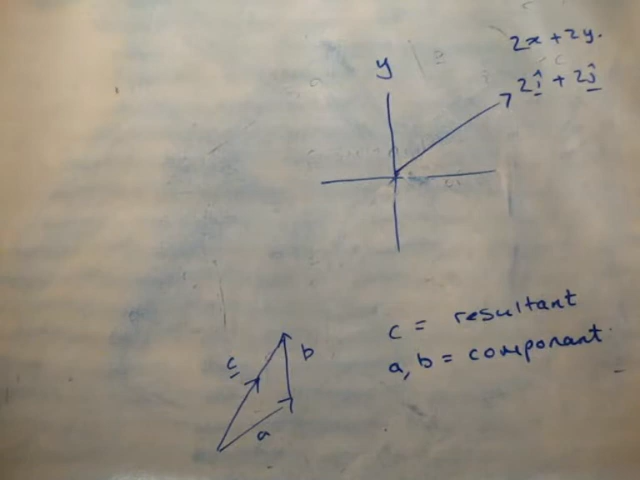 2x + 2y.
y
2î + 2ĵ
c = resultant
a, b = componant
c
b
a